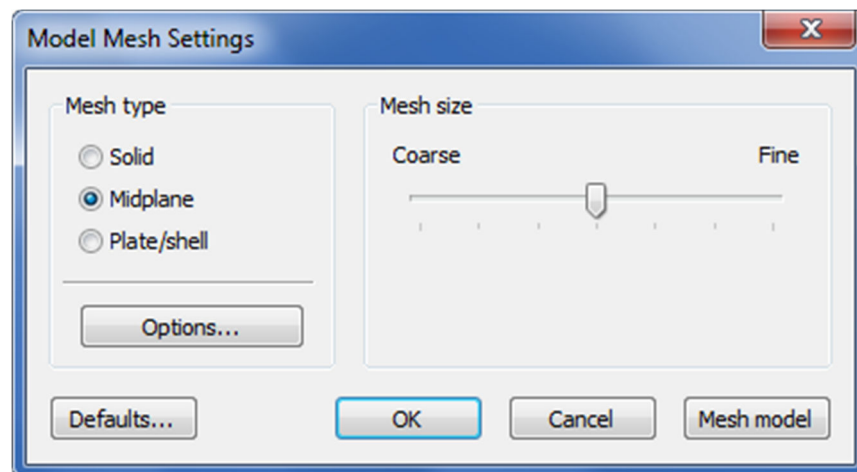 Model Mesh Settings
Mesh type
Solid
Midplane
Plate/shell
Options...
Mesh size
Coarse Fine
Defaults... OK Cancel Mesh model